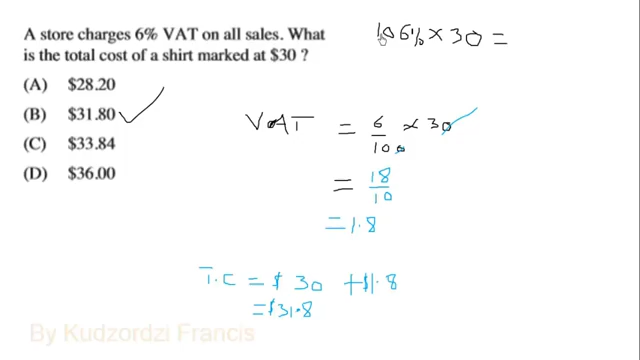 A store charges 6% VAT on all sales. What
is the total cost of a shirt marked at $30 ?
(A) $28.20
(B) $31.80
(C) $33.84
(D) $36.00
106% × 30 =
VAT = 6/100 × 30
= 18/10
= 1.8
T.C = $ 30 + $1.8
= $31.8
By Kudzordzi Francis